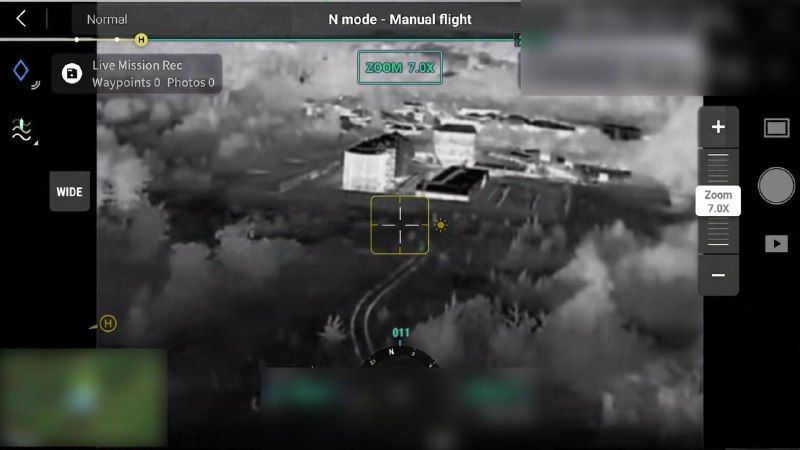 Normal
N mode - Manual flight
H
Live Mission Rec
Waypoints 0 Photos 0
ZOOM 7.0X
+
WIDE
Zoom
7.0X
−
H
011
N